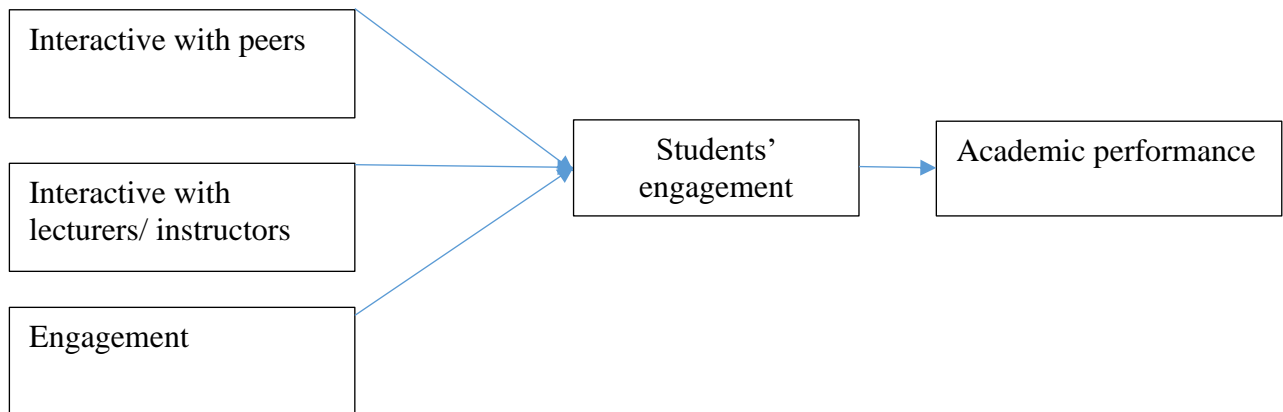 Interactive with peers
Interactive with
lecturers/ instructors
Engagement
Students’
engagement
Academic performance